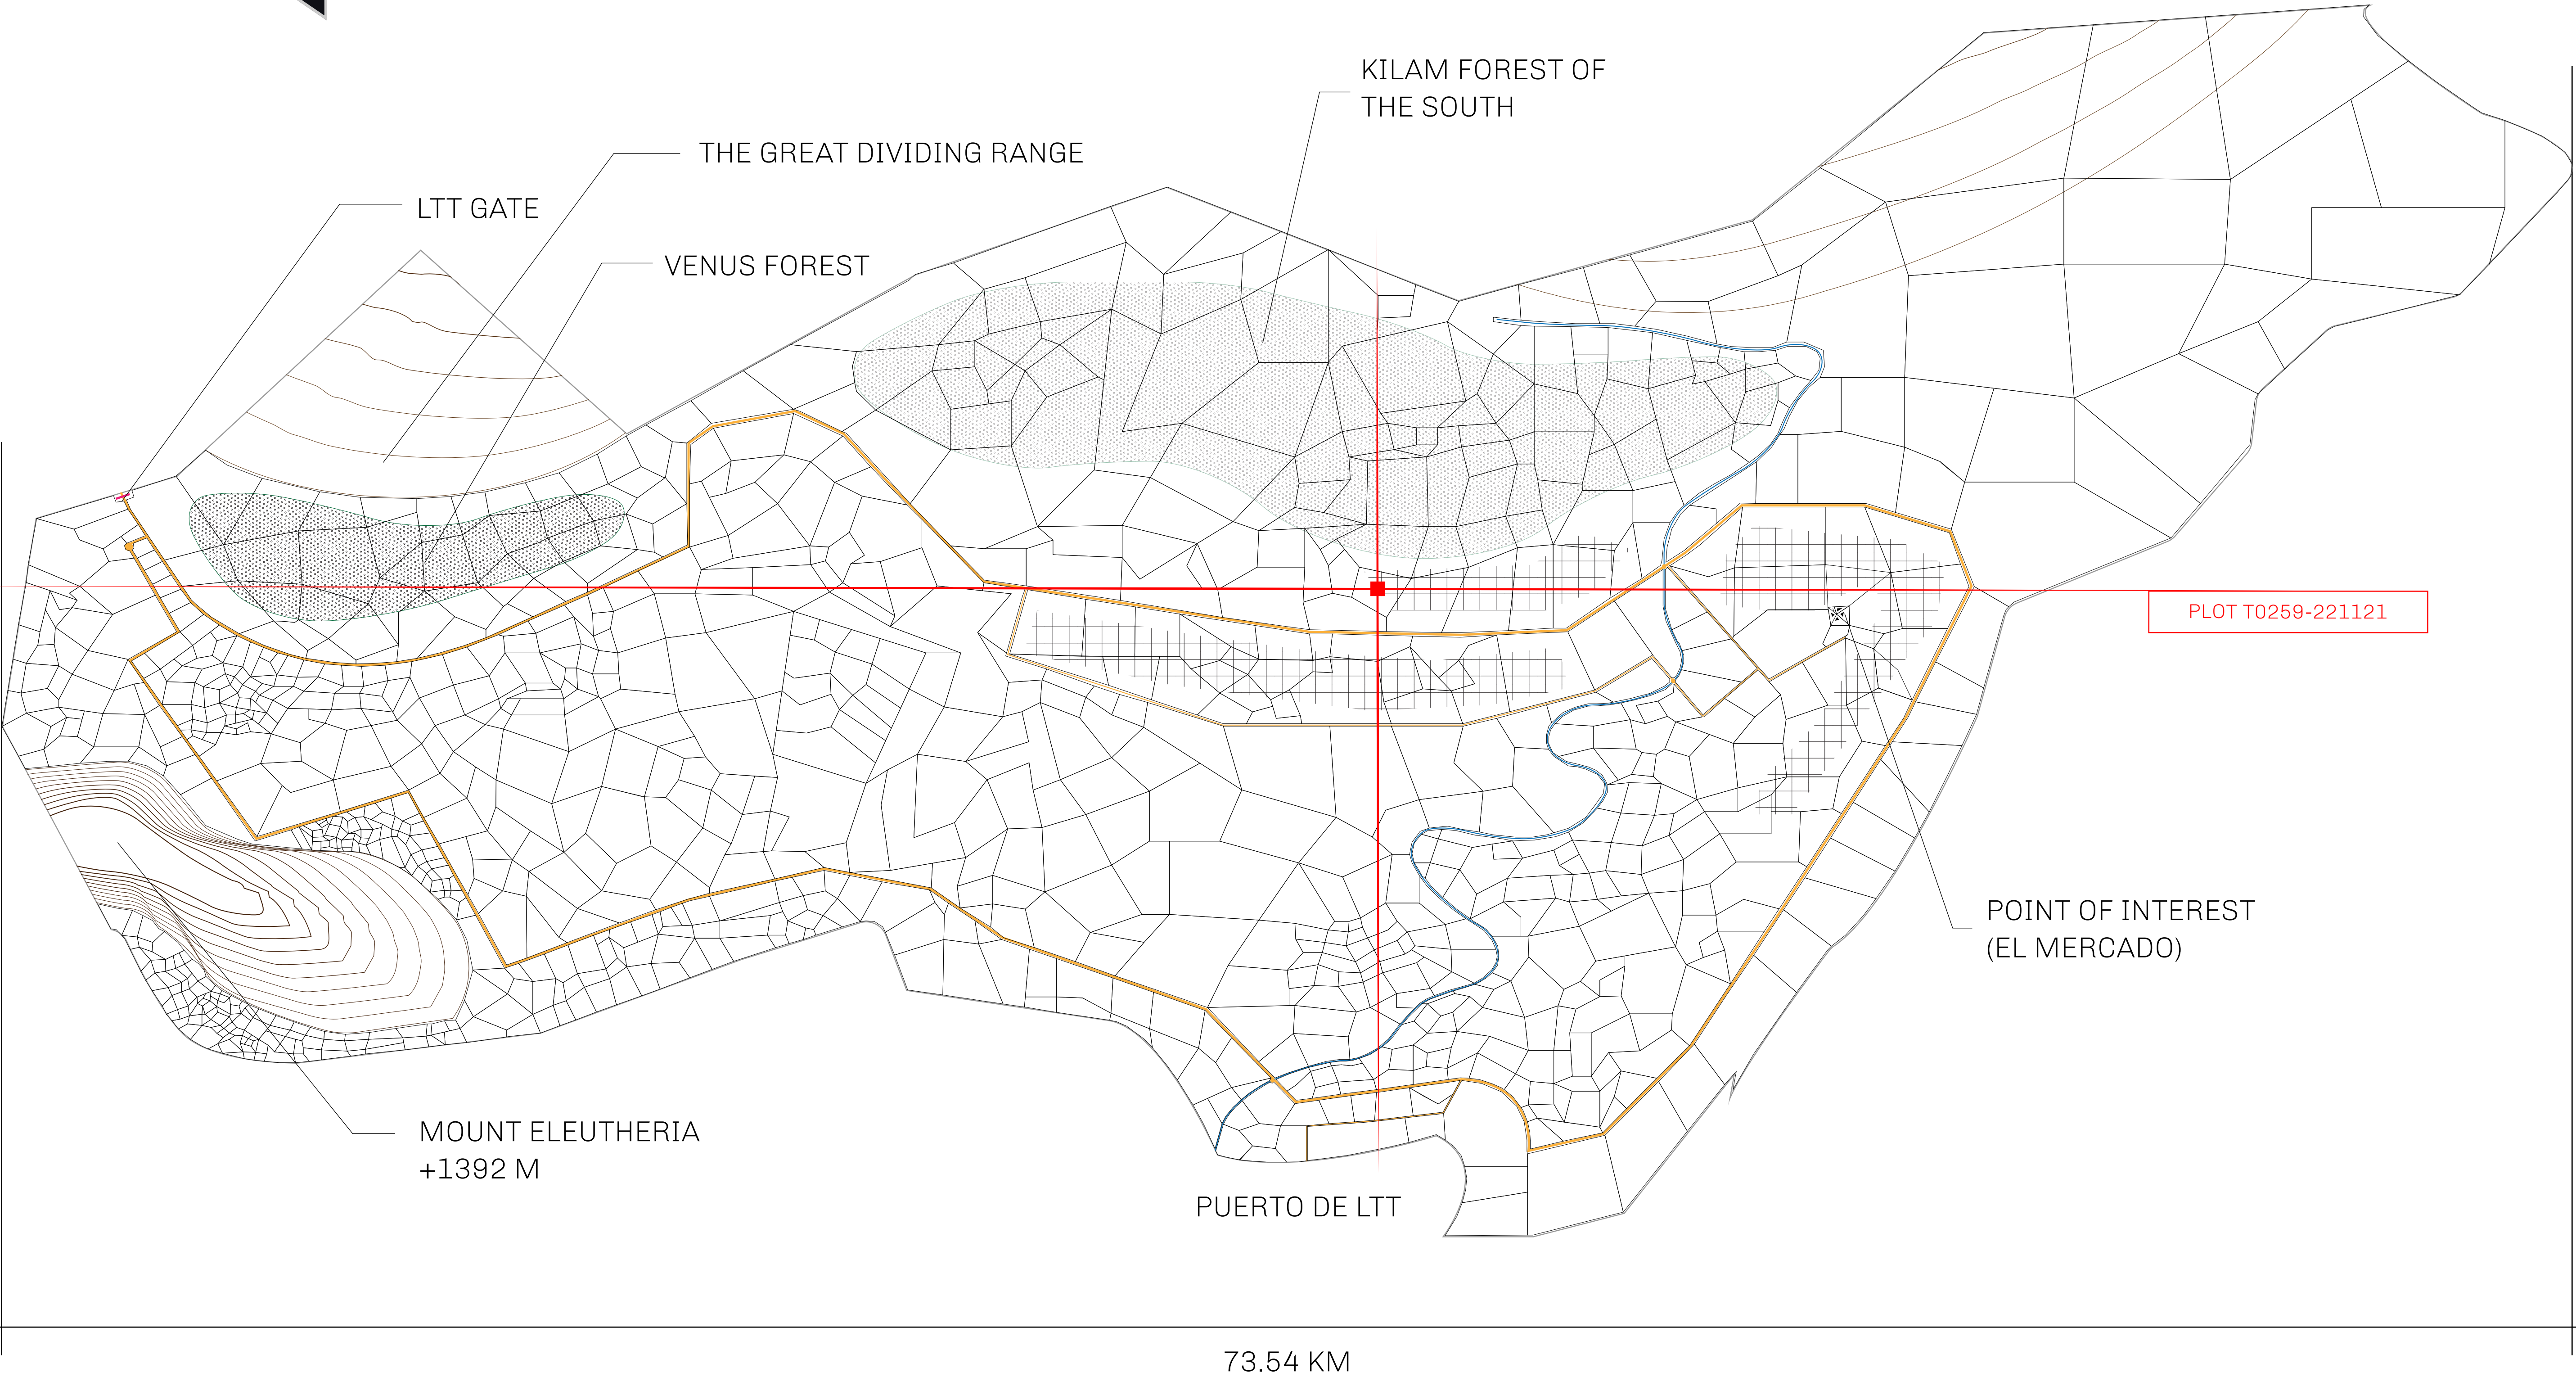 KILAM FOREST OF
THE SOUTH
THE GREAT DIVIDING RANGE
LTT GATE
VENUS FOREST
PLOT T0259-221121
POINT OF INTEREST
(EL MERCADO)
MOUNT ELEUTHERIA
+1392 M
PUERTO DE LTT
73.54 KM